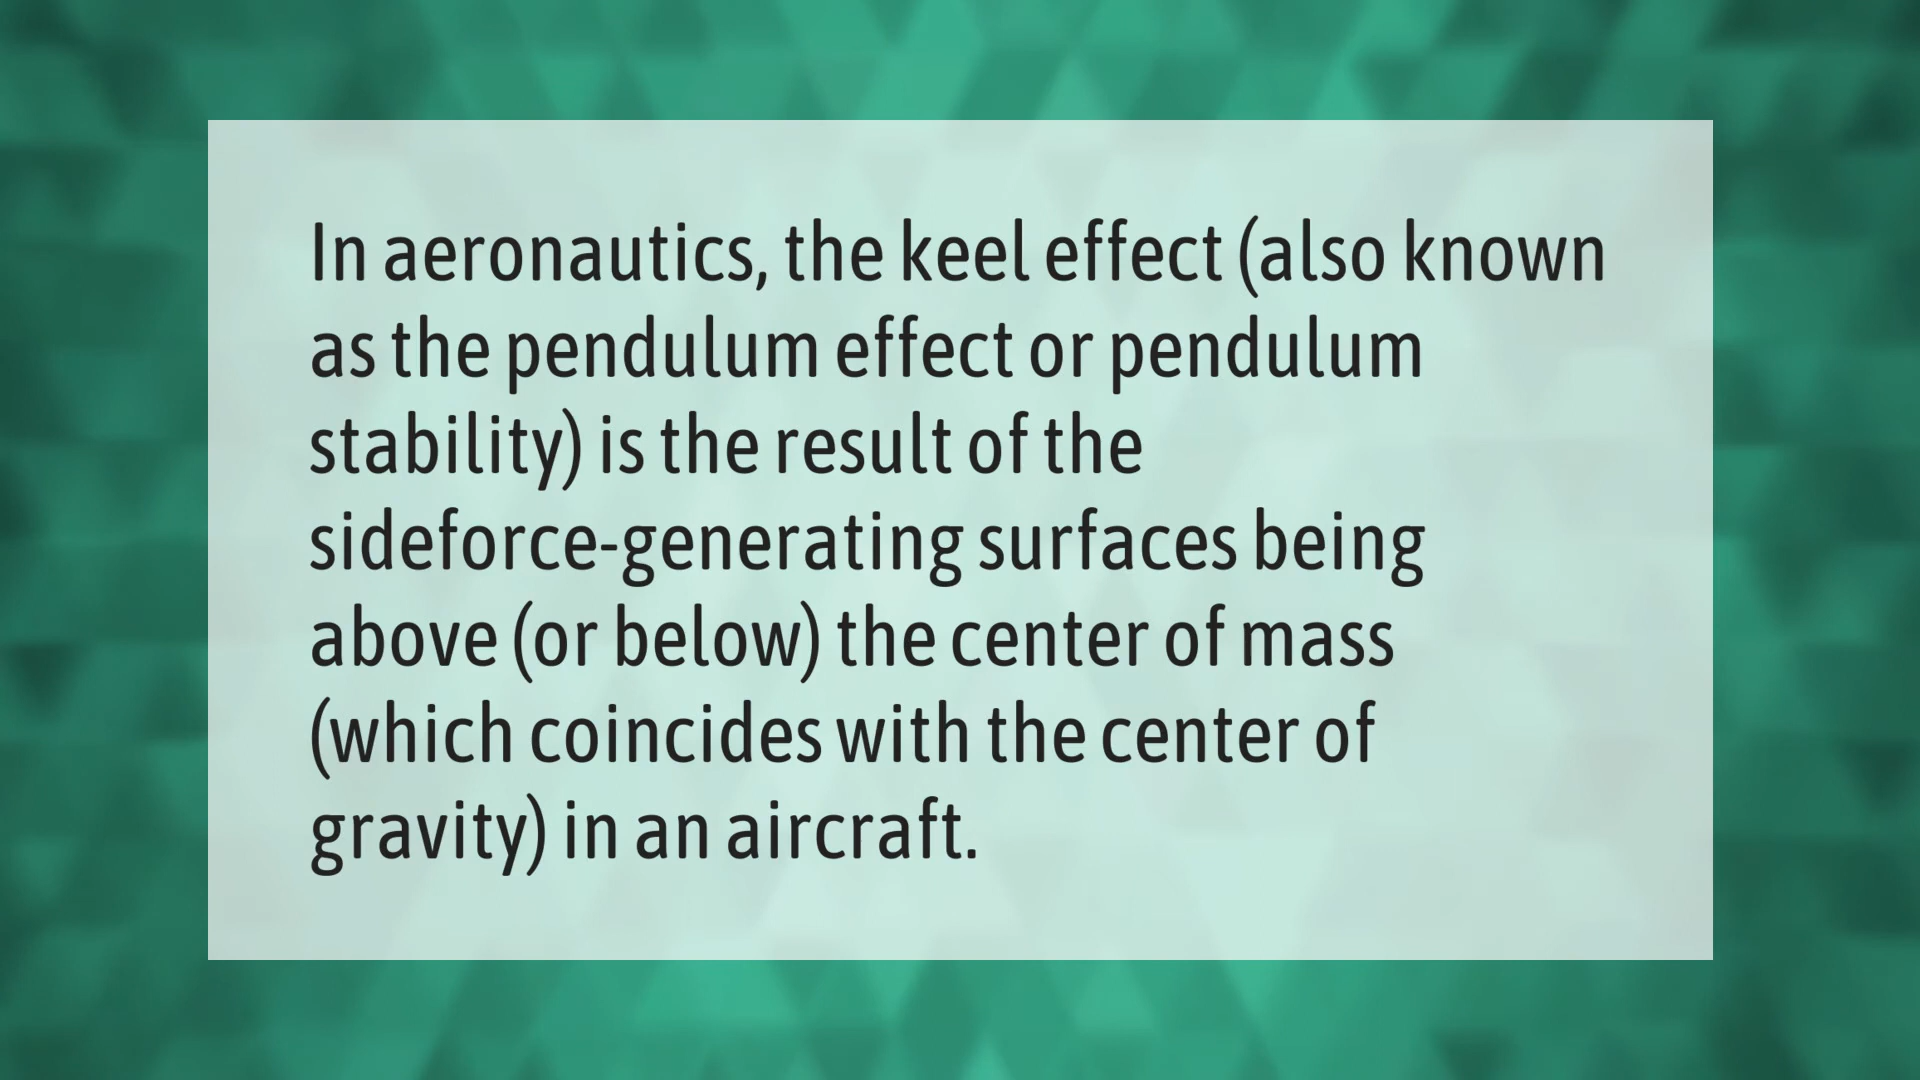 In aeronautics, the keel effect (also known
as the pendulum effect or pendulum
stability) is the result of the
sideforce-generating surfaces being
above (or below) the center of mass
(which coincides with the center of
gravity) in an aircraft.